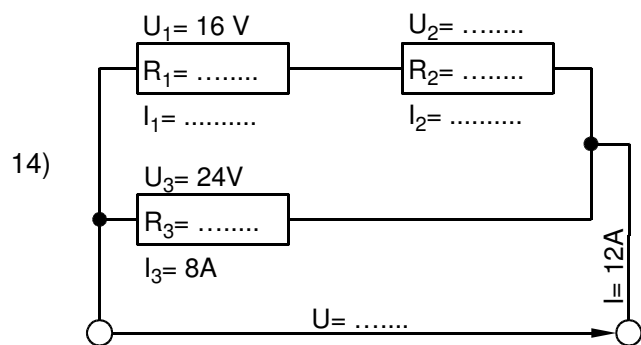 14)
U1= 16 V
R1= ….....
I1= ..........
U2= ….....
R2= ….....
I2= ..........
U3= 24V
R3= ….....
I3= 8A
I= 12A
U= …....